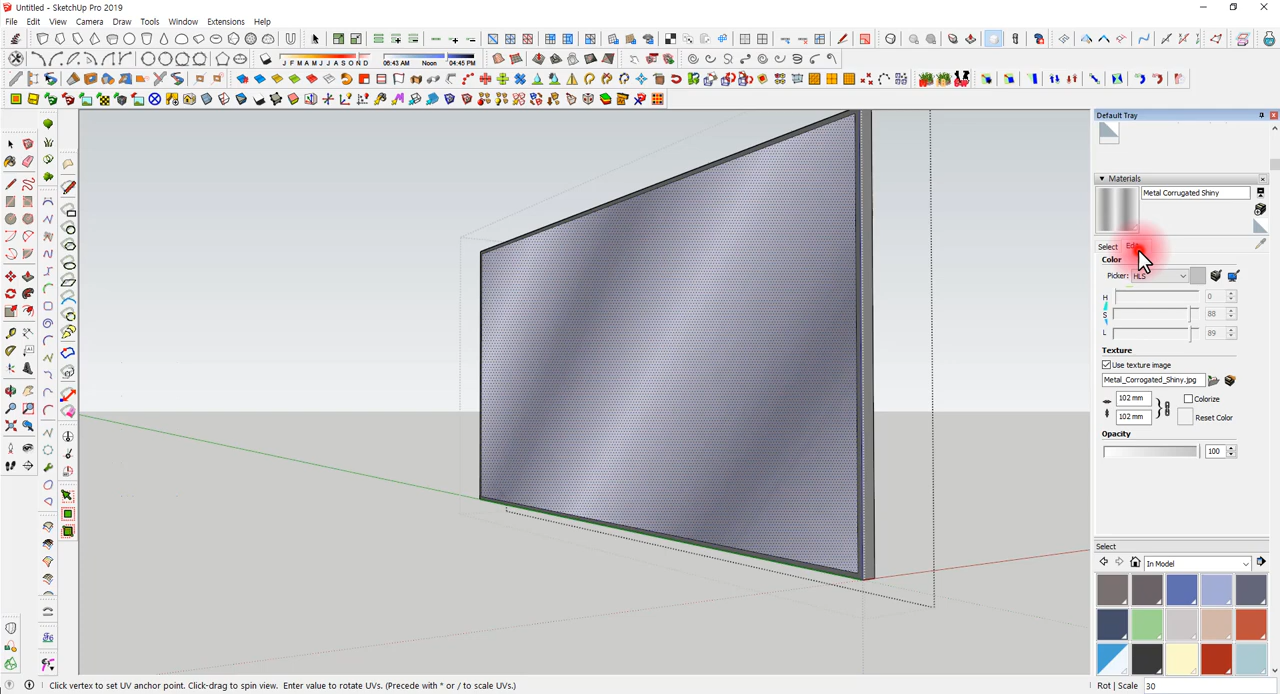 Untitled - SketchUp Pro 2019
File Edit View Camera Draw Tools Window Extensions Help
J F M A M J J A S O N D
06:43 AM Noon 04:45 PM
Default Tray
Materials
Metal Corrugated Shiny
Select
Color
Picker: HLS
H 0
S 88
L 89
Texture
Use texture image
Metal_Corrogated_Shiny.jpg
102 mm Colorize
102 mm Reset Color
Opacity
100
Select
In Model
Click vertex to set UV anchor point. Click-drag to spin view. Enter value to rotate UVs. (Precede with * or / to scale UVs.)
Rot | Scale 30